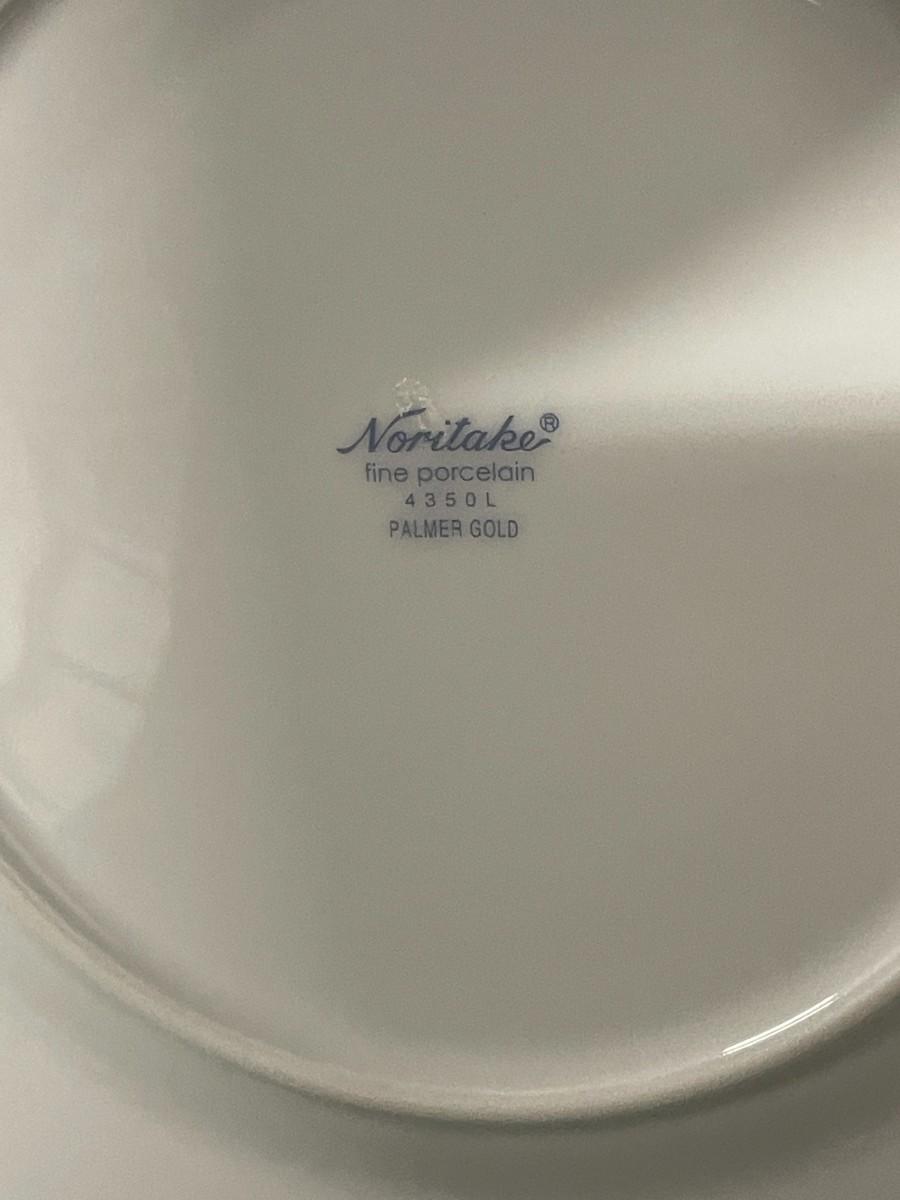 Noritake®
fine porcelain
4350L
PALMER GOLD